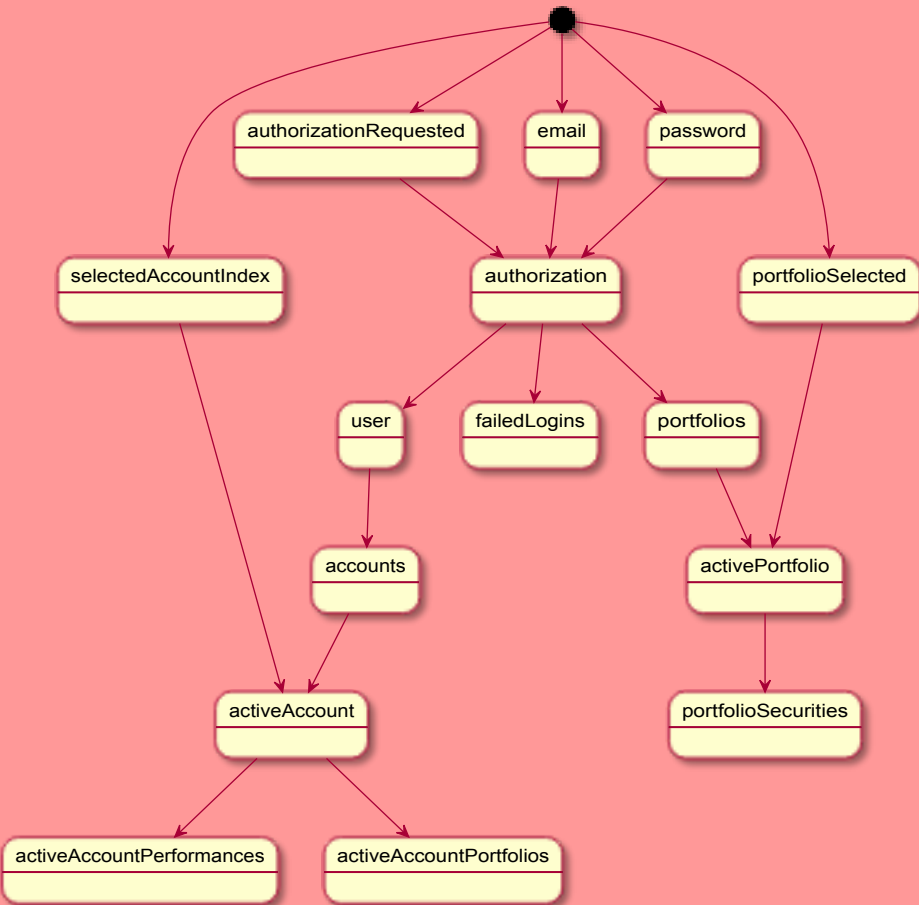 authorizationRequested
email
password
selectedAccountIndex
authorization
portfolioSelected
user
failedLogins
portfolios
accounts
activePortfolio
activeAccount
portfolioSecurities
activeAccountPerformances
activeAccountPortfolios